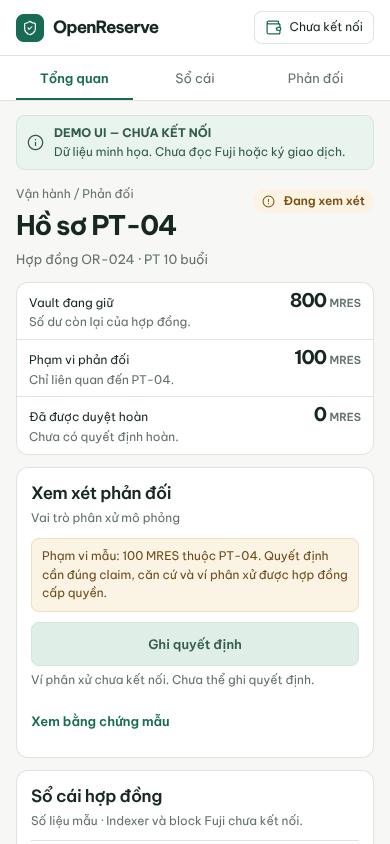 OpenReserve
Chưa kết nối
Tổng quan
Sổ cái
Phản đối
DEMO UI — CHƯA KẾT NỐI
Dữ liệu minh họa. Chưa đọc Fuji hoặc ký giao dịch.
Vận hành / Phản đối
Đang xem xét
Hồ sơ PT-04
Hợp đồng OR-024 · PT 10 buổi
Vault đang giữ
800 MRES
Số dư còn lại của hợp đồng.
Phạm vi phản đối
100 MRES
Chỉ liên quan đến PT-04.
Đã được duyệt hoàn
0 MRES
Chưa có quyết định hoàn.
Xem xét phản đối
Vai trò phân xử mô phỏng
Phạm vi mẫu: 100 MRES thuộc PT-04. Quyết định
cần đúng claim, căn cứ và ví phân xử được hợp đồng
cấp quyền.
Ghi quyết định
Ví phân xử chưa kết nối. Chưa thể ghi quyết định.
Xem bằng chứng mẫu
Sổ cái hợp đồng
Số liệu mẫu · Indexer và block Fuji chưa kết nối.